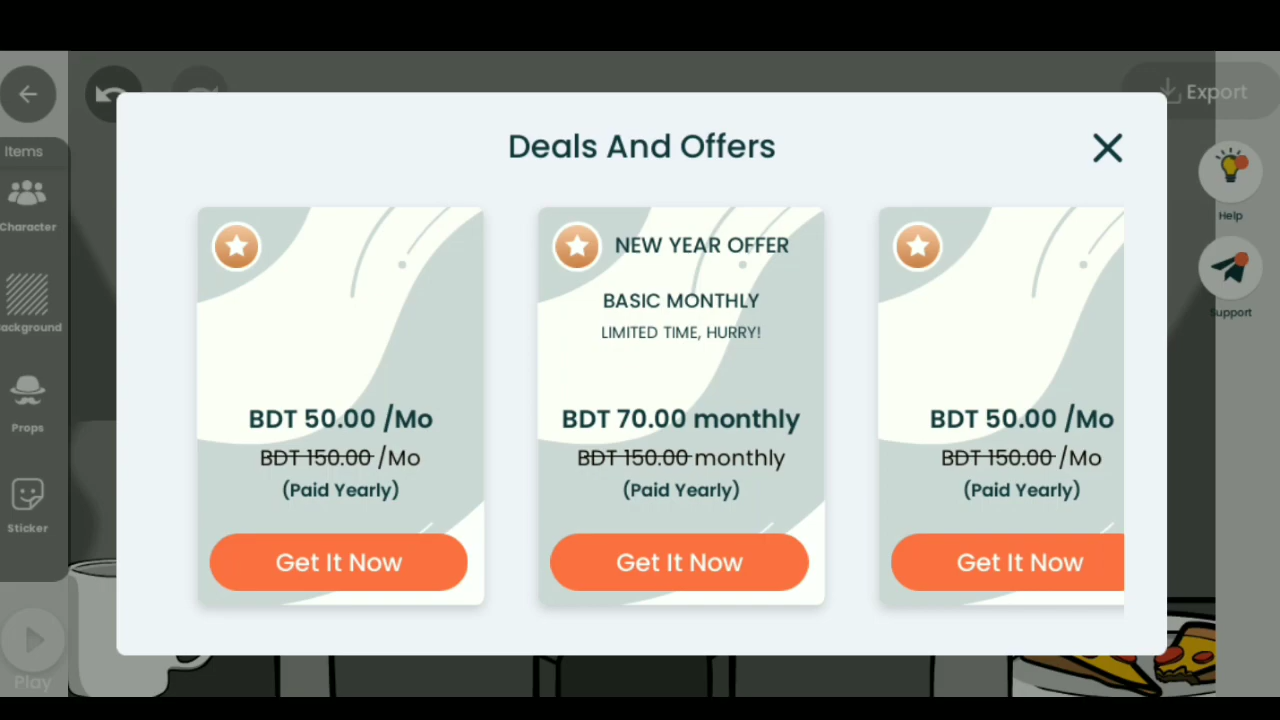 Deals And Offers
Export
Items
Character
ackground
Props
Sticker
Play
Help
Support
BDT 50.00 /Mo
BDT 150.00 /Mo
(Paid Yearly)
Get It Now
NEW YEAR OFFER
BASIC MONTHLY
LIMITED TIME, HURRY!
BDT 70.00 monthly
BDT 150.00 monthly
(Paid Yearly)
Get It Now
BDT 50.00 /Mo
BDT 150.00 /Mo
(Paid Yearly)
Get It Now